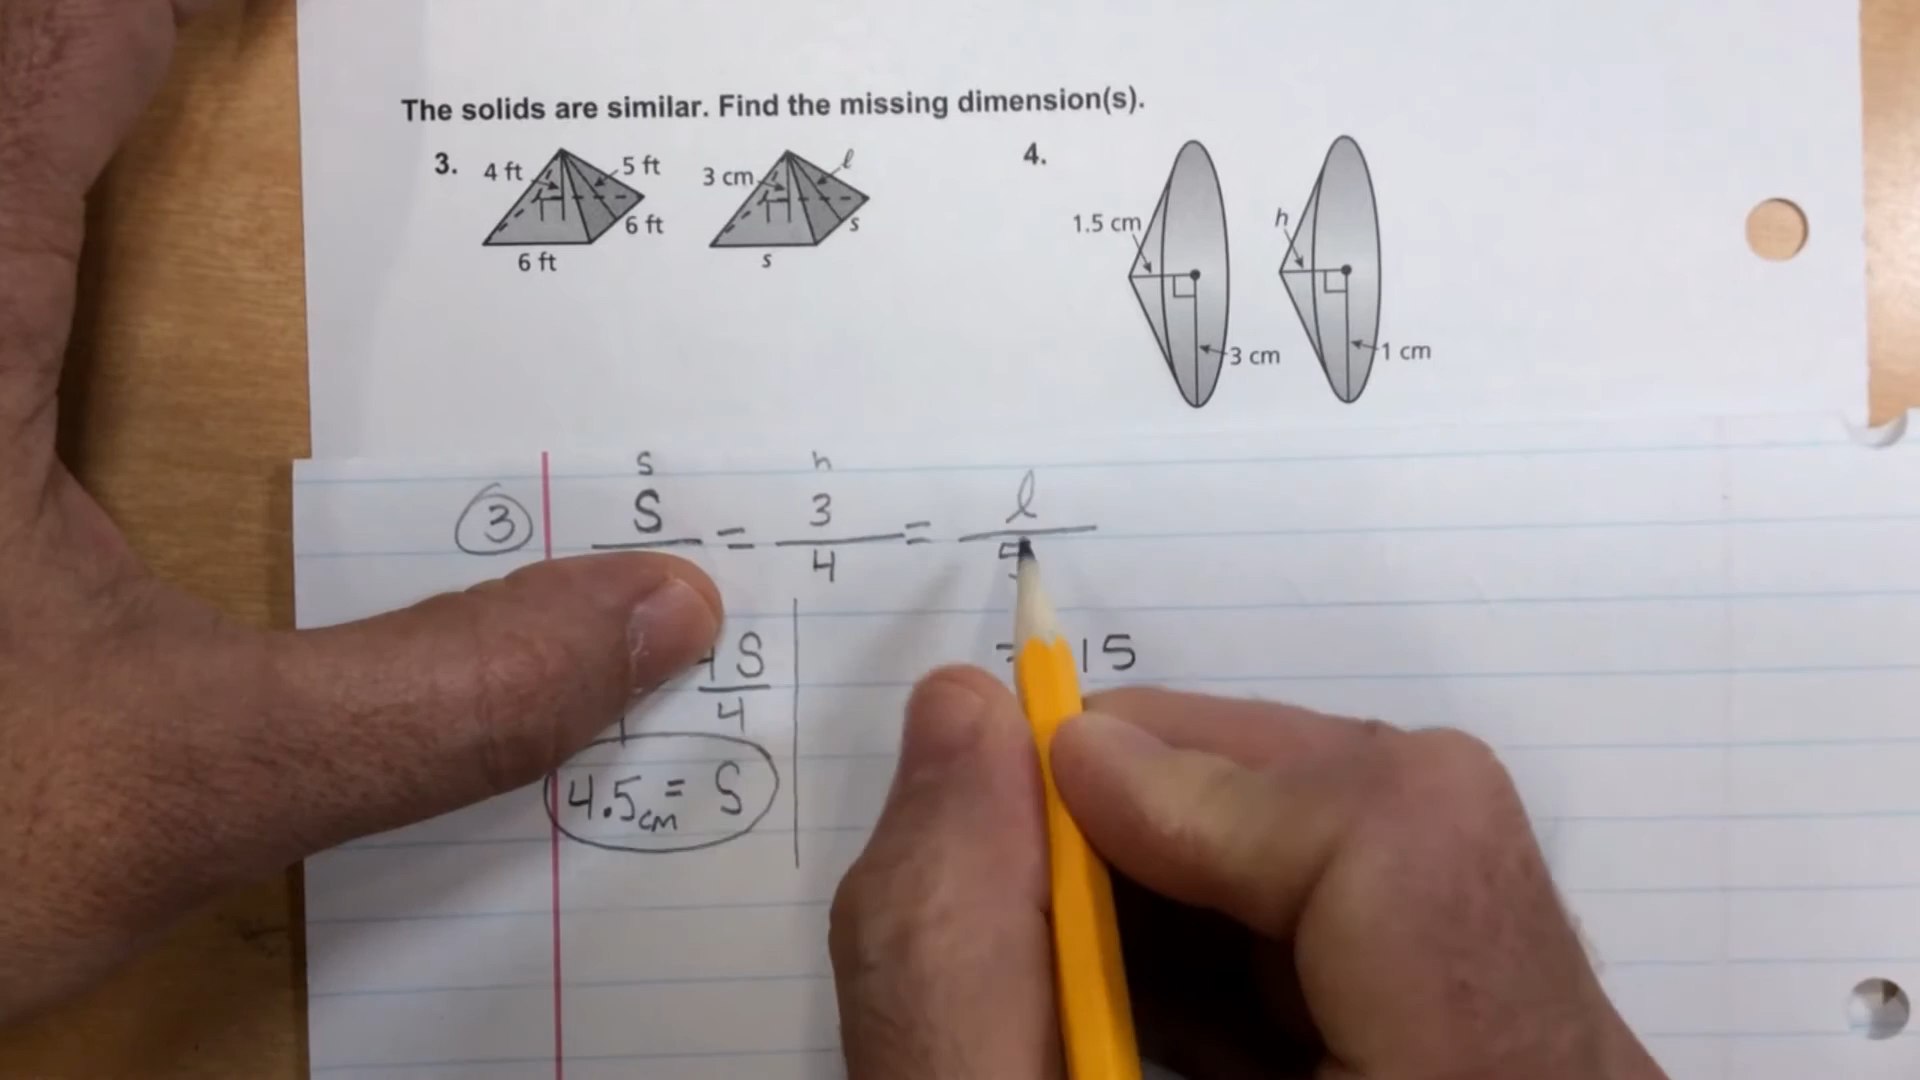 The solids are similar. Find the missing dimension(s).
3. 4 ft 5 ft 6 ft 6 ft
3 cm ℓ s s
4. 1.5 cm 3 cm
h 1 cm
s h
3 S = 3 = ℓ
4 5
S = 15
4
4.5cm = S